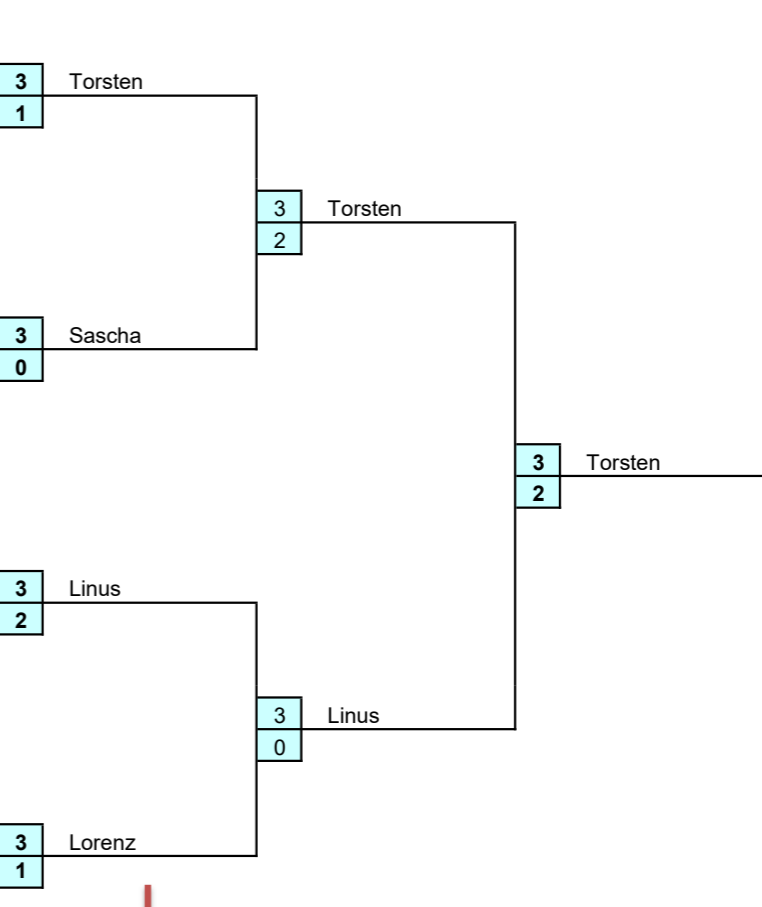 3 Torsten
1
3 Torsten
2
3 Sascha
0
3 Torsten
2
3 Linus
2
3 Linus
0
3 Lorenz
1